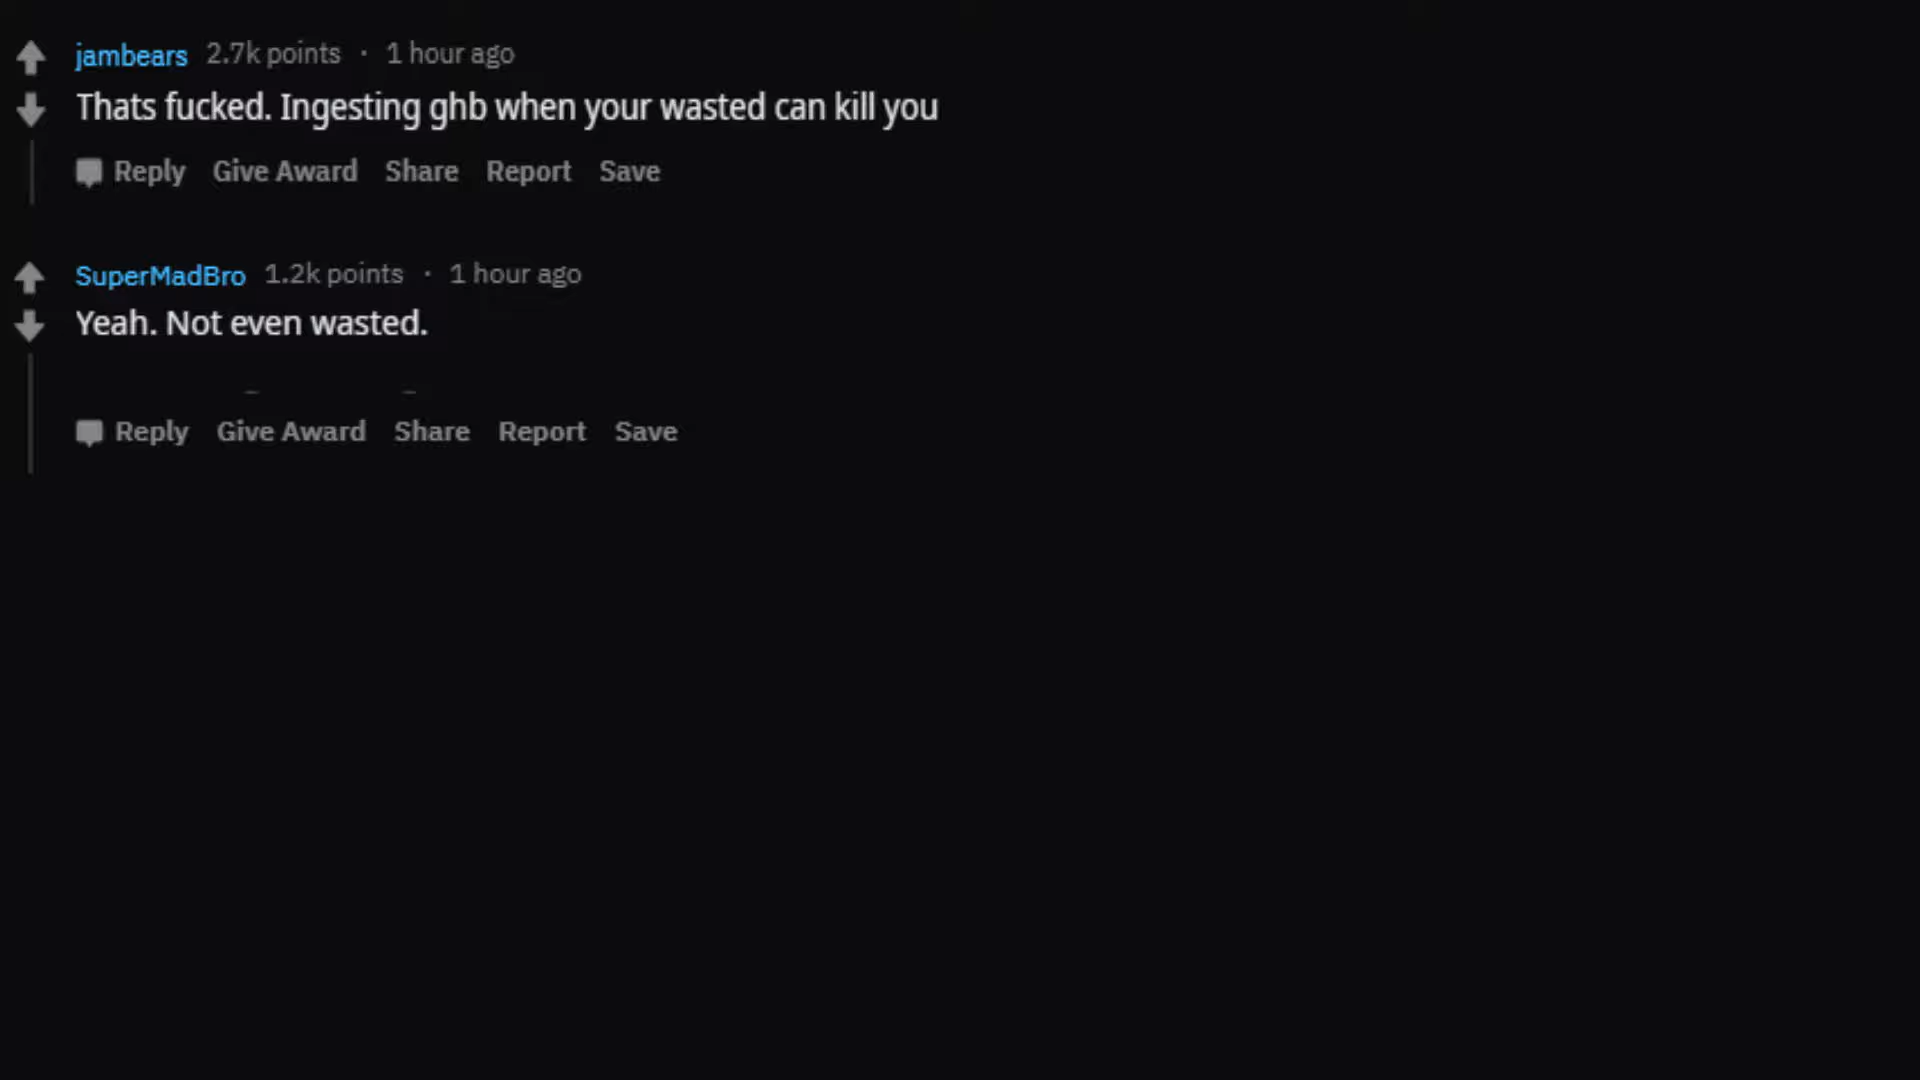 jambears 2.7k points · 1 hour ago
Thats fucked. Ingesting ghb when your wasted can kill you
Reply Give Award Share Report Save
SuperMadBro 1.2k points · 1 hour ago
Yeah. Not even wasted.
Reply Give Award Share Report Save